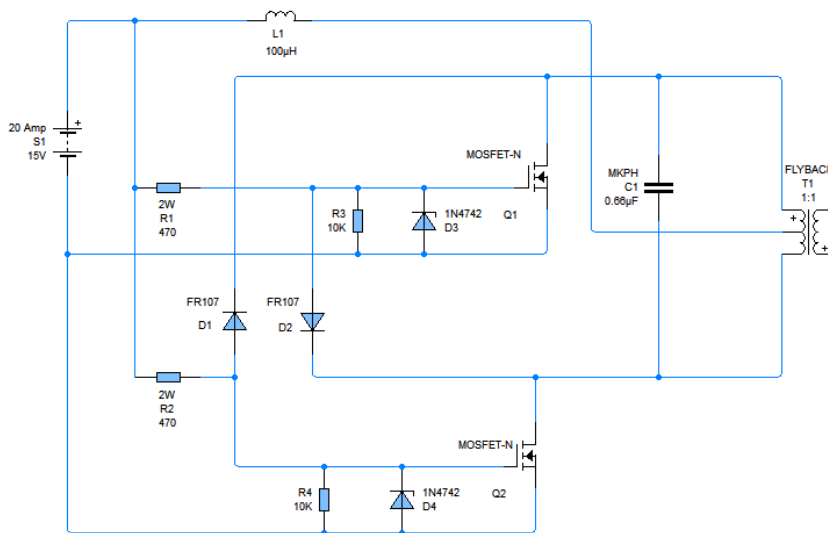 L1
100µH
20 Amp
S1
15V
+
MOSFET-N
Q1
MKPH
C1
0.66µF
FLYBACK
T1
1:1
+
+
2W
R1
470
R3
10K
1N4742
D3
FR107
D1
FR107
D2
2W
R2
470
MOSFET-N
Q2
R4
10K
1N4742
D4